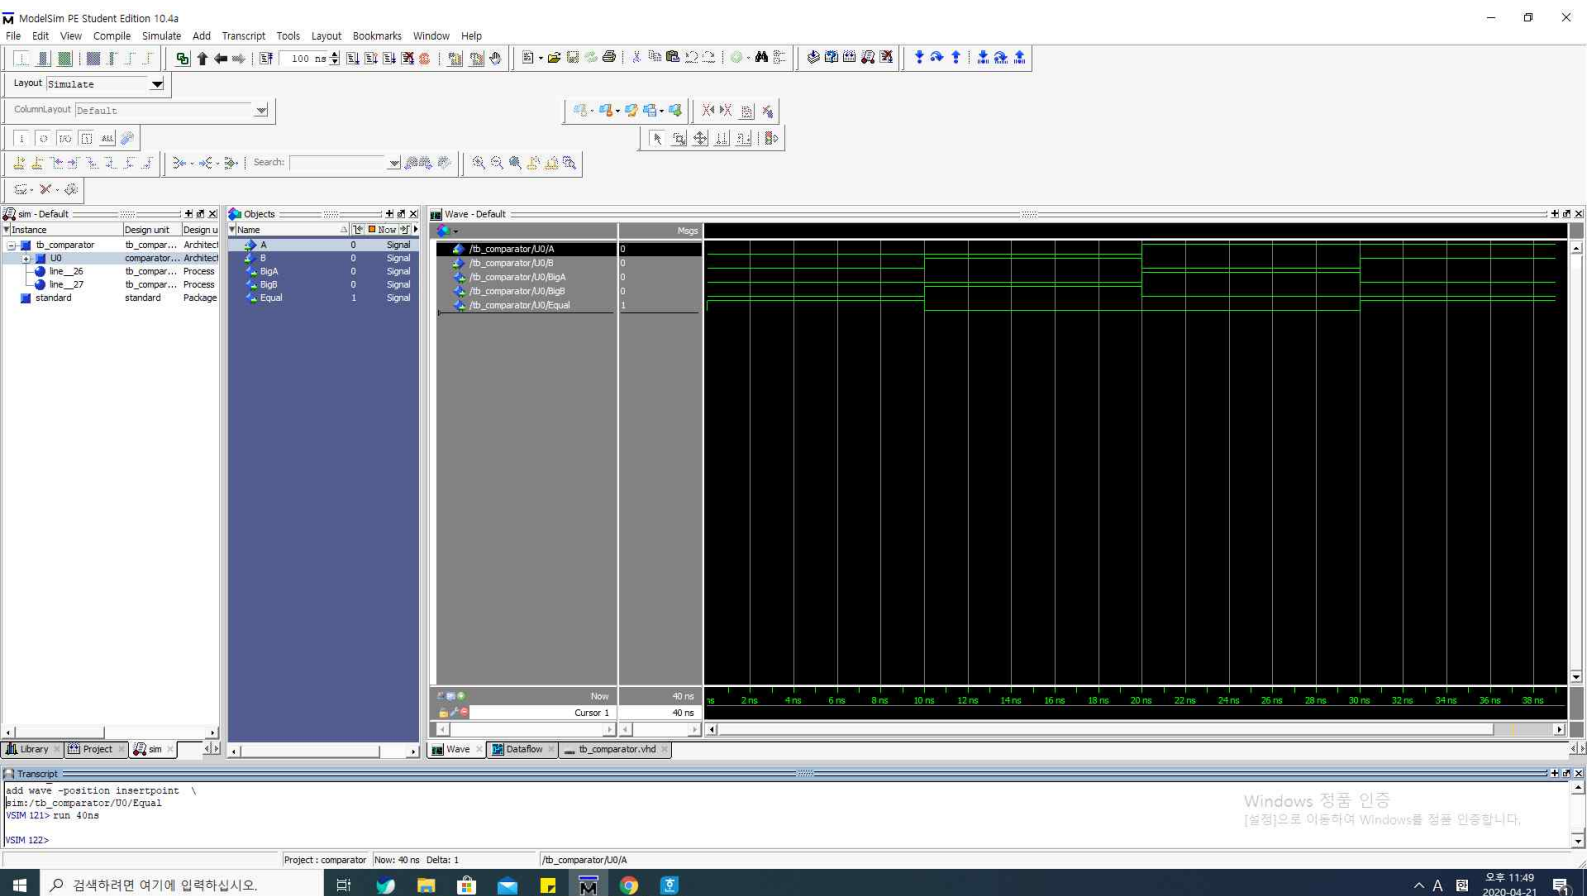 ModelSim PE Student Edition 10.4a
File Edit View Compile Simulate Add Transcript Tools Layout Bookmarks Window Help
100 ns
Layout Simulate
ColumnLayout Default
ALL
Search:
sim - Default
Instance Design unit Design u
tb_comparator tb_compar... Architect
U0 comparator... Architect
line__26 tb_compar... Process
line__27 tb_compar... Process
standard standard Package
Objects
Name Now
A 0 Signal
B 0 Signal
BigA 0 Signal
BigB 0 Signal
Equal 1 Signal
Wave - Default
Msgs
/tb_comparator/U0/A 0
/tb_comparator/U0/B 0
/tb_comparator/U0/BigA 0
/tb_comparator/U0/BigB 0
/tb_comparator/U0/Equal 1
Now 40 ns
Cursor 1 40 ns
ns 2 ns 4 ns 6 ns 8 ns 10 ns 12 ns 14 ns 16 ns 18 ns 20 ns 22 ns 24 ns 26 ns 28 ns 30 ns 32 ns 34 ns 36 ns 38 ns
Library Project sim
Wave Dataflow tb_comparator.vhd
Transcript
add wave -position insertpoint \
sim:/tb_comparator/U0/Equal
VSIM 121> run 40ns
VSIM 122>
Windows 정품 인증
[설정]으로 이동하여 Windows를 정품 인증합니다.
Project : comparator Now: 40 ns Delta: 1 /tb_comparator/U0/A
검색하려면 여기에 입력하십시오.
A
오후 11:49
2020-04-21